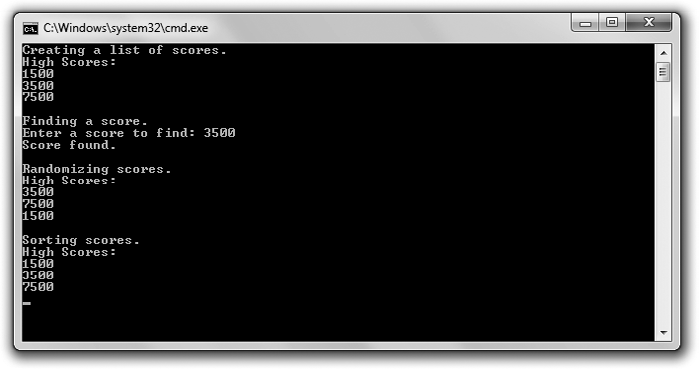 C:\Windows\system32\cmd.exe
Creating a list of scores.
High Scores:
1500
3500
7500
Finding a score.
Enter a score to find: 3500
Score found.
Randomizing scores.
High Scores:
3500
7500
1500
Sorting scores.
High Scores:
1500
3500
7500